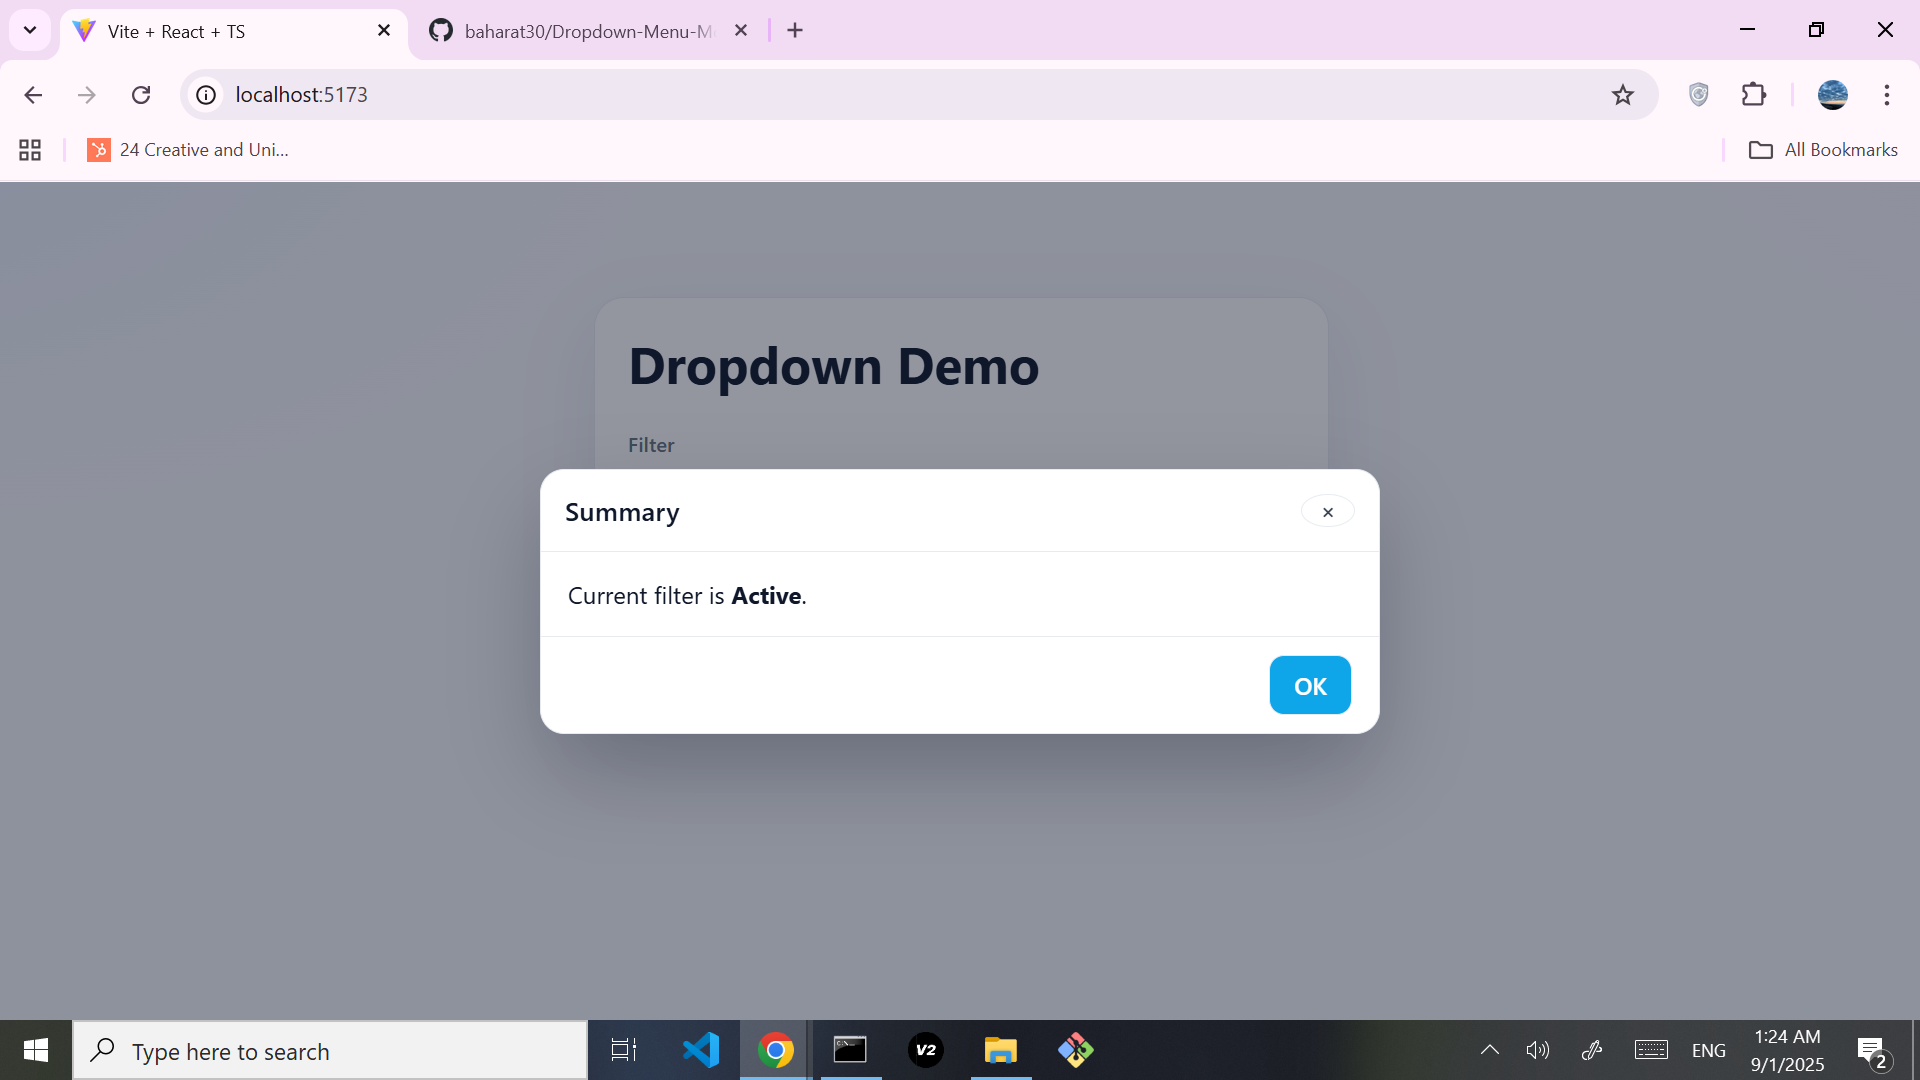 Vite + React + TS
baharat30/Dropdown-Menu-M
localhost:5173
24 Creative and Uni...
All Bookmarks
Dropdown Demo
Filter
Summary
×
Current filter is Active.
OK
Type here to search
V2
ENG
1:24 AM
9/1/2025
2